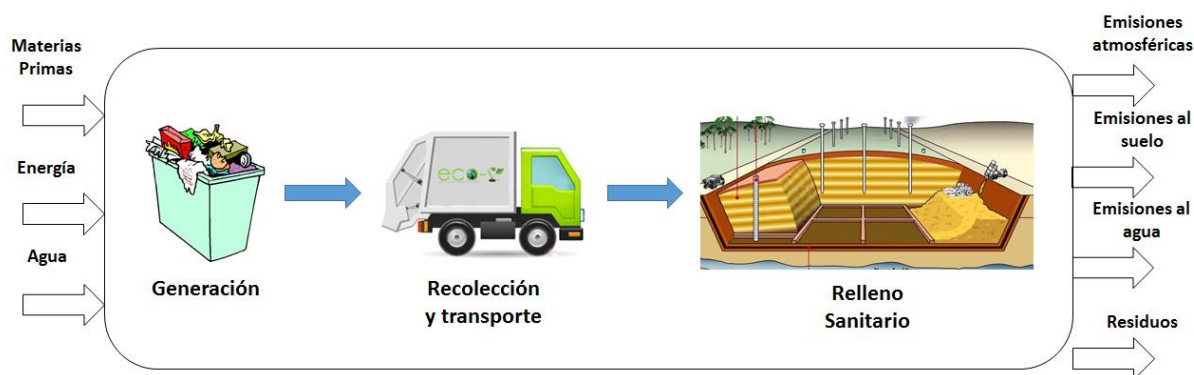 Materias
Primas
Energía
Agua
eco-y
Generación
Recolección
y transporte
Relleno
Sanitario
Emisiones
atmosféricas
Emisiones al
suelo
Emisiones al
agua
Residuos